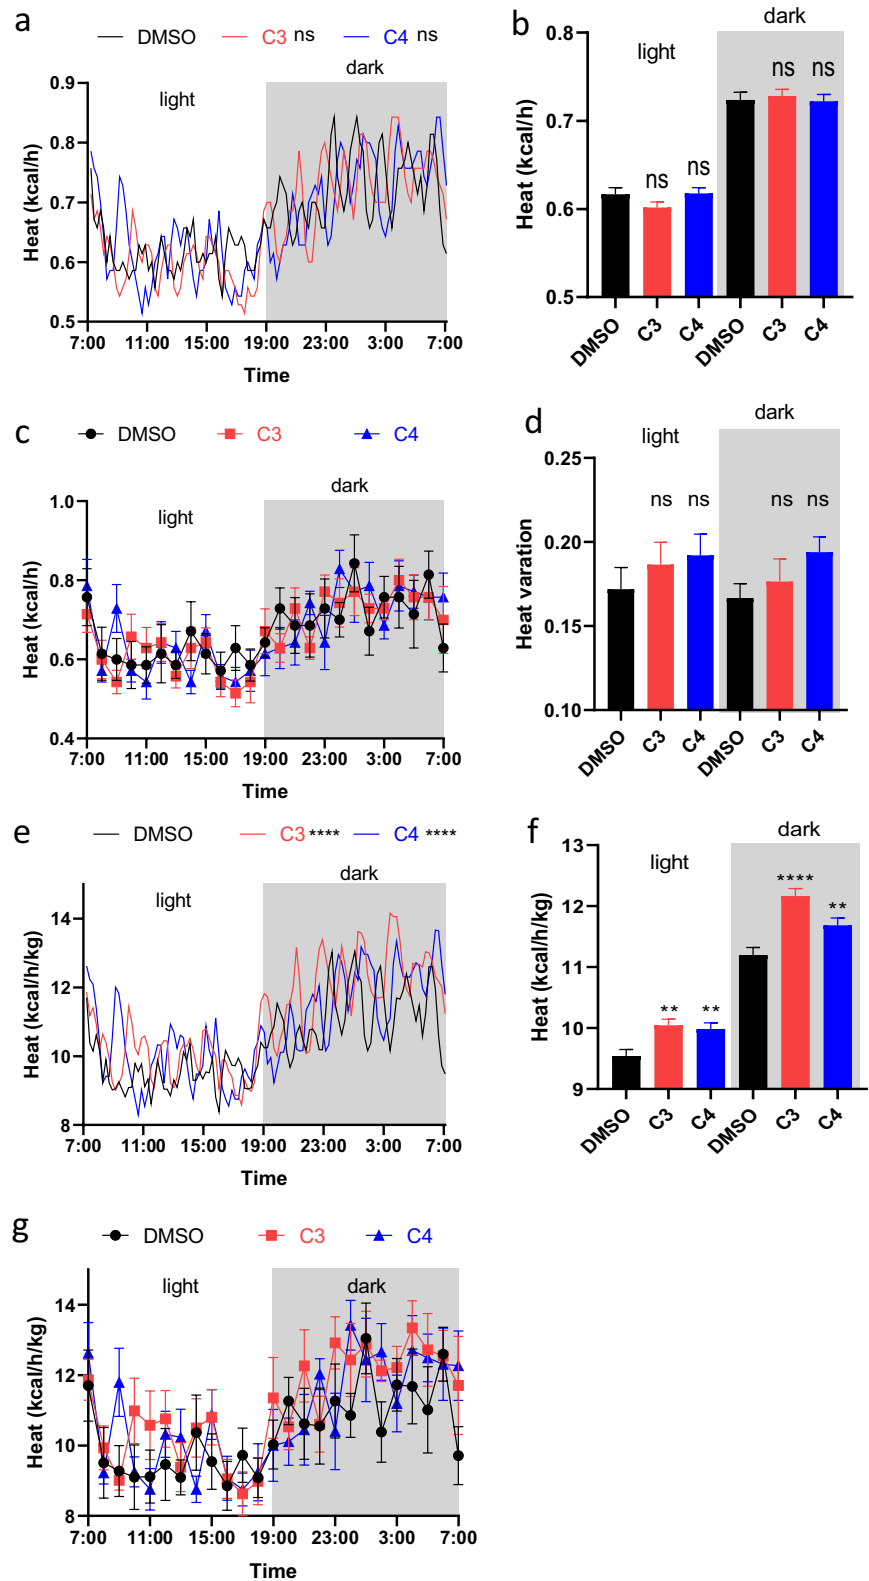 a
DMSO C3 ns C4 ns
light
dark
Heat (kcal/h)
0.9
0.8
0.7
0.6
0.5
7:00 11:00 15:00 19:00 23:00 3:00 7:00
Time
b
light
dark
Heat (kcal/h)
0.8
0.7
0.6
0.5
ns ns ns ns
DMSO C3 C4 DMSO C3 C4
c
DMSO C3 C4
light
dark
Heat (kcal/h)
1.0
0.8
0.6
0.4
7:00 11:00 15:00 19:00 23:00 3:00 7:00
Time
d
light
dark
Heat varation
0.25
0.20
0.15
0.10
ns ns ns ns
DMSO C3 C4 DMSO C3 C4
e
DMSO C3 **** C4 ****
light
dark
Heat (kcal/h/kg)
14
12
10
8
7:00 11:00 15:00 19:00 23:00 3:00 7:00
Time
f
light
dark
Heat (kcal/h/kg)
13
12
11
10
9
** ** **** **
DMSO C3 C4 DMSO C3 C4
g
DMSO C3 C4
light
dark
Heat (kcal/h/kg)
14
12
10
8
7:00 11:00 15:00 19:00 23:00 3:00 7:00
Time